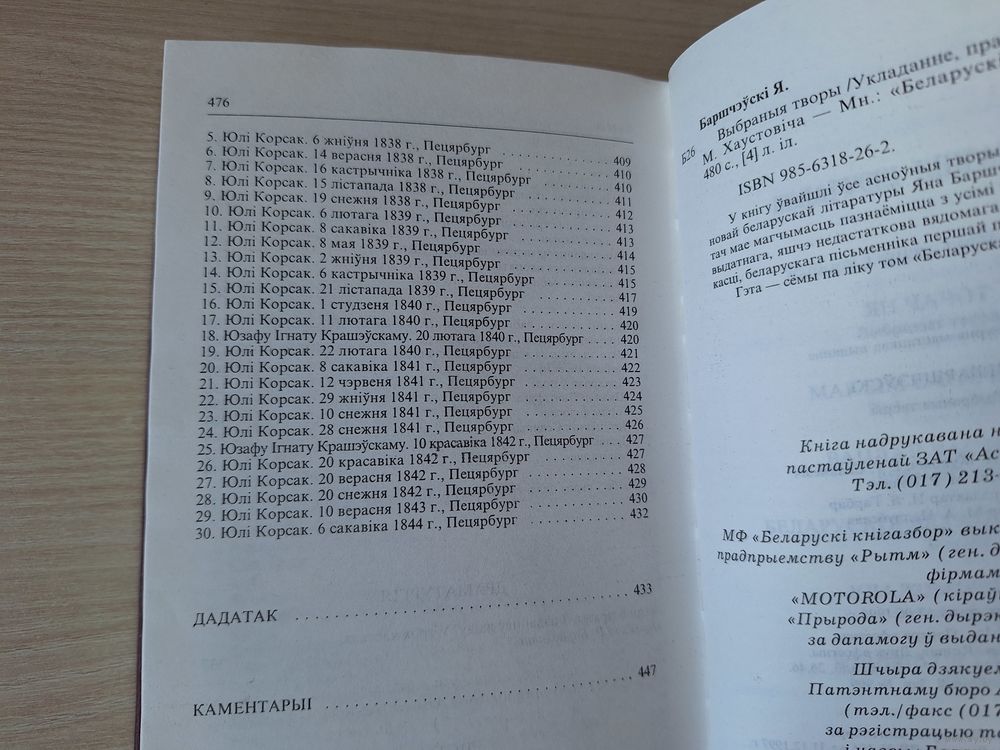 476
5. Юлі Корсак. 6 жніўня 1838 г., Пецярбург . . . . . . . . . . . . . . 409
6. Юлі Корсак. 14 верасня 1838 г., Пецярбург . . . . . . . . . . . . 410
7. Юлі Корсак. 16 кастрычніка 1838 г., Пецярбург . . . . . . . . . 410
8. Юлі Корсак. 15 лістапада 1838 г., Пецярбург . . . . . . . . . . . 411
9. Юлі Корсак. 19 снежня 1838 г., Пецярбург . . . . . . . . . . . . 412
10. Юлі Корсак. 6 лютага 1839 г., Пецярбург . . . . . . . . . . . . 413
11. Юлі Корсак. 8 сакавіка 1839 г., Пецярбург . . . . . . . . . . . 413
12. Юлі Корсак. 8 мая 1839 г., Пецярбург . . . . . . . . . . . . . . 414
13. Юлі Корсак. 2 жніўня 1839 г., Пецярбург . . . . . . . . . . . . 415
14. Юлі Корсак. 6 кастрычніка 1839 г., Пецярбург . . . . . . . . . 415
15. Юлі Корсак. 21 лістапада 1839 г., Пецярбург . . . . . . . . . . 417
16. Юлі Корсак. 1 студзеня 1840 г., Пецярбург . . . . . . . . . . . 419
17. Юлі Корсак. 11 лютага 1840 г., Пецярбург . . . . . . . . . . . . 420
18. Юзафу Ігнату Крашэўскаму. 20 лютага 1840 г., Пецярбург . . . . 420
19. Юлі Корсак. 22 лютага 1840 г., Пецярбург . . . . . . . . . . . . 421
20. Юлі Корсак. 8 сакавіка 1841 г., Пецярбург . . . . . . . . . . . 422
21. Юлі Корсак. 12 чэрвеня 1841 г., Пецярбург . . . . . . . . . . . 423
22. Юлі Корсак. 29 жніўня 1841 г., Пецярбург . . . . . . . . . . . . 424
23. Юлі Корсак. 10 снежня 1841 г., Пецярбург . . . . . . . . . . . . 425
24. Юлі Корсак. 28 снежня 1841 г., Пецярбург . . . . . . . . . . . . 426
25. Юзафу Ігнату Крашэўскаму. 10 красавіка 1842 г., Пецярбург . . . 427
26. Юлі Корсак. 20 красавіка 1842 г., Пецярбург . . . . . . . . . . 427
27. Юлі Корсак. 20 верасня 1842 г., Пецярбург . . . . . . . . . . . 428
28. Юлі Корсак. 20 снежня 1842 г., Пецярбург . . . . . . . . . . . . 429
29. Юлі Корсак. 10 верасня 1843 г., Пецярбург . . . . . . . . . . . 430
30. Юлі Корсак. 6 сакавіка 1844 г., Пецярбург . . . . . . . . . . . 432
ДАДАТАК . . . . . . . . . . . . . . . . . . . . . . . . . . . . 433
КАМЕНТАРЫІ . . . . . . . . . . . . . . . . . . . . . . . . . . 447
Баршчэўскі Я.
Б26
Выбраныя творы /Укладанне, пра
М. Хаустовіча — Мн.: «Беларускі
480 с., [4] л. іл.
ISBN 985-6318-26-2.
У кнігу ўвайшлі ўсе асноўныя творы
новай беларускай літаратуры Яна Баршч
тач мае магчымасць пазнаёміцца з усімі
выдатнага, яшчэ недастаткова вядомага
касці, беларускага пісьменніка першай п
Гэта — сёмы па ліку том «Беларуска
Кніга надрукавана н
пастаўленай ЗАТ «Ас
Тэл. (017) 213-
МФ «Беларускі кнігазбор» вык
прадпрыемству «Рытм» (ген. д
фірмам
«MOTOROLA» (кіраўн
«Прырода» (ген. дырэк
за дапамогу ў выдан
Шчыра дзякуем
Патэнтнаму бюро
(тэл./факс (017
за рэгістрацыю та